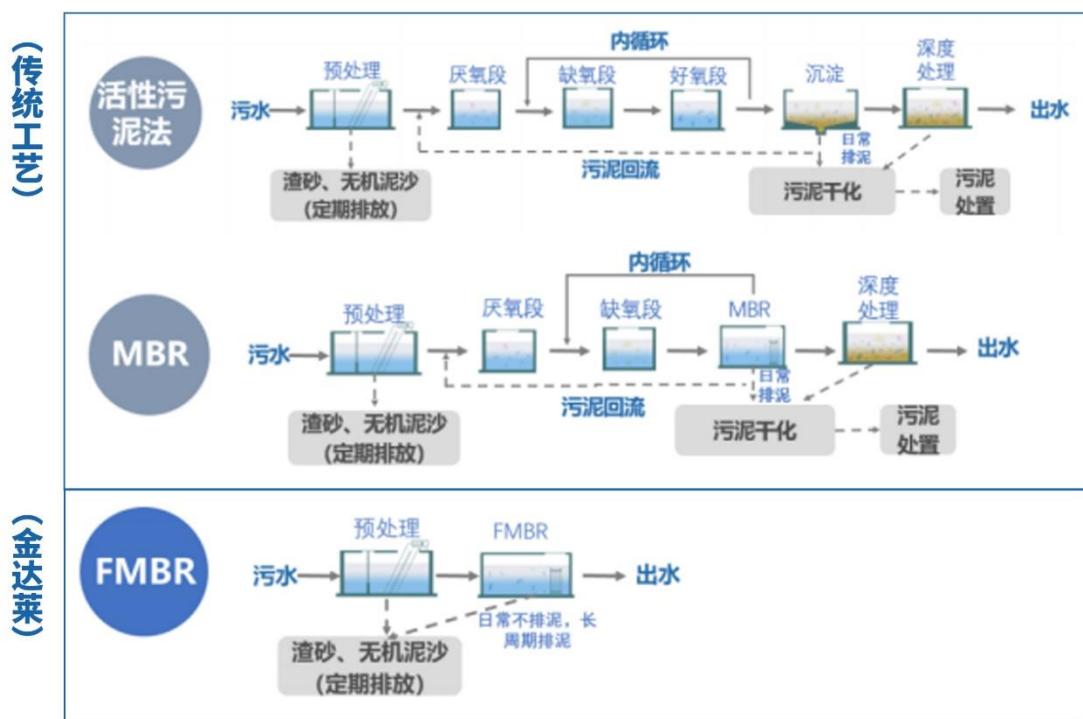 （传统工艺）
活性污
泥法
污水
预处理
厌氧段
内循环
缺氧段
好氧段
沉淀
深度
处理
出水
日常
排泥
污泥回流
渣砂、无机泥沙
(定期排放)
污泥干化
污泥
处置
MBR
污水
预处理
厌氧段
内循环
缺氧段
MBR
深度
处理
出水
日常
排泥
污泥回流
渣砂、无机泥沙
(定期排放)
污泥干化
污泥
处置
（金达莱）
FMBR
污水
预处理
FMBR
出水
日常不排泥，长
周期排泥
渣砂、无机泥沙
(定期排放)